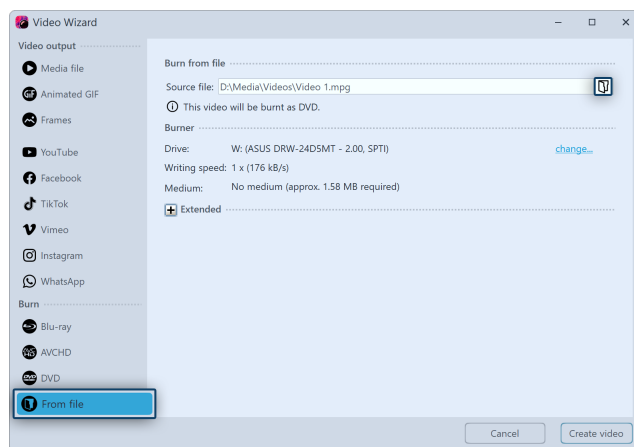 Video Wizard
Video output
Media file
GiF Animated GIF
Frames
YouTube
Facebook
TikTok
Vimeo
Instagram
WhatsApp
Burn
Blu-ray
AVCHD
DVD
From file
Burn from file
Source file: D:\Media\Videos\Video 1.mpg
This video will be burnt as DVD.
Burner
Drive: W: (ASUS DRW-24D5MT - 2.00, SPTI) change...
Writing speed: 1 x (176 kB/s)
Medium: No medium (approx. 1.58 MB required)
Extended
Cancel
Create video